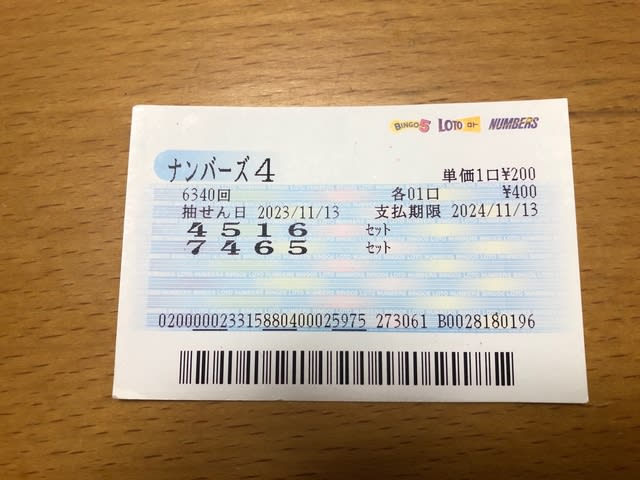 BINGO5 LOTO ロト NUMBERS
ナンバーズ4 単価1口¥200
6340回 各01口 ¥400
抽せん日 2023/11/13 支払期限 2024/11/13
4516 セット
7465 セット
020000023315880400025975 273061 B0028180196